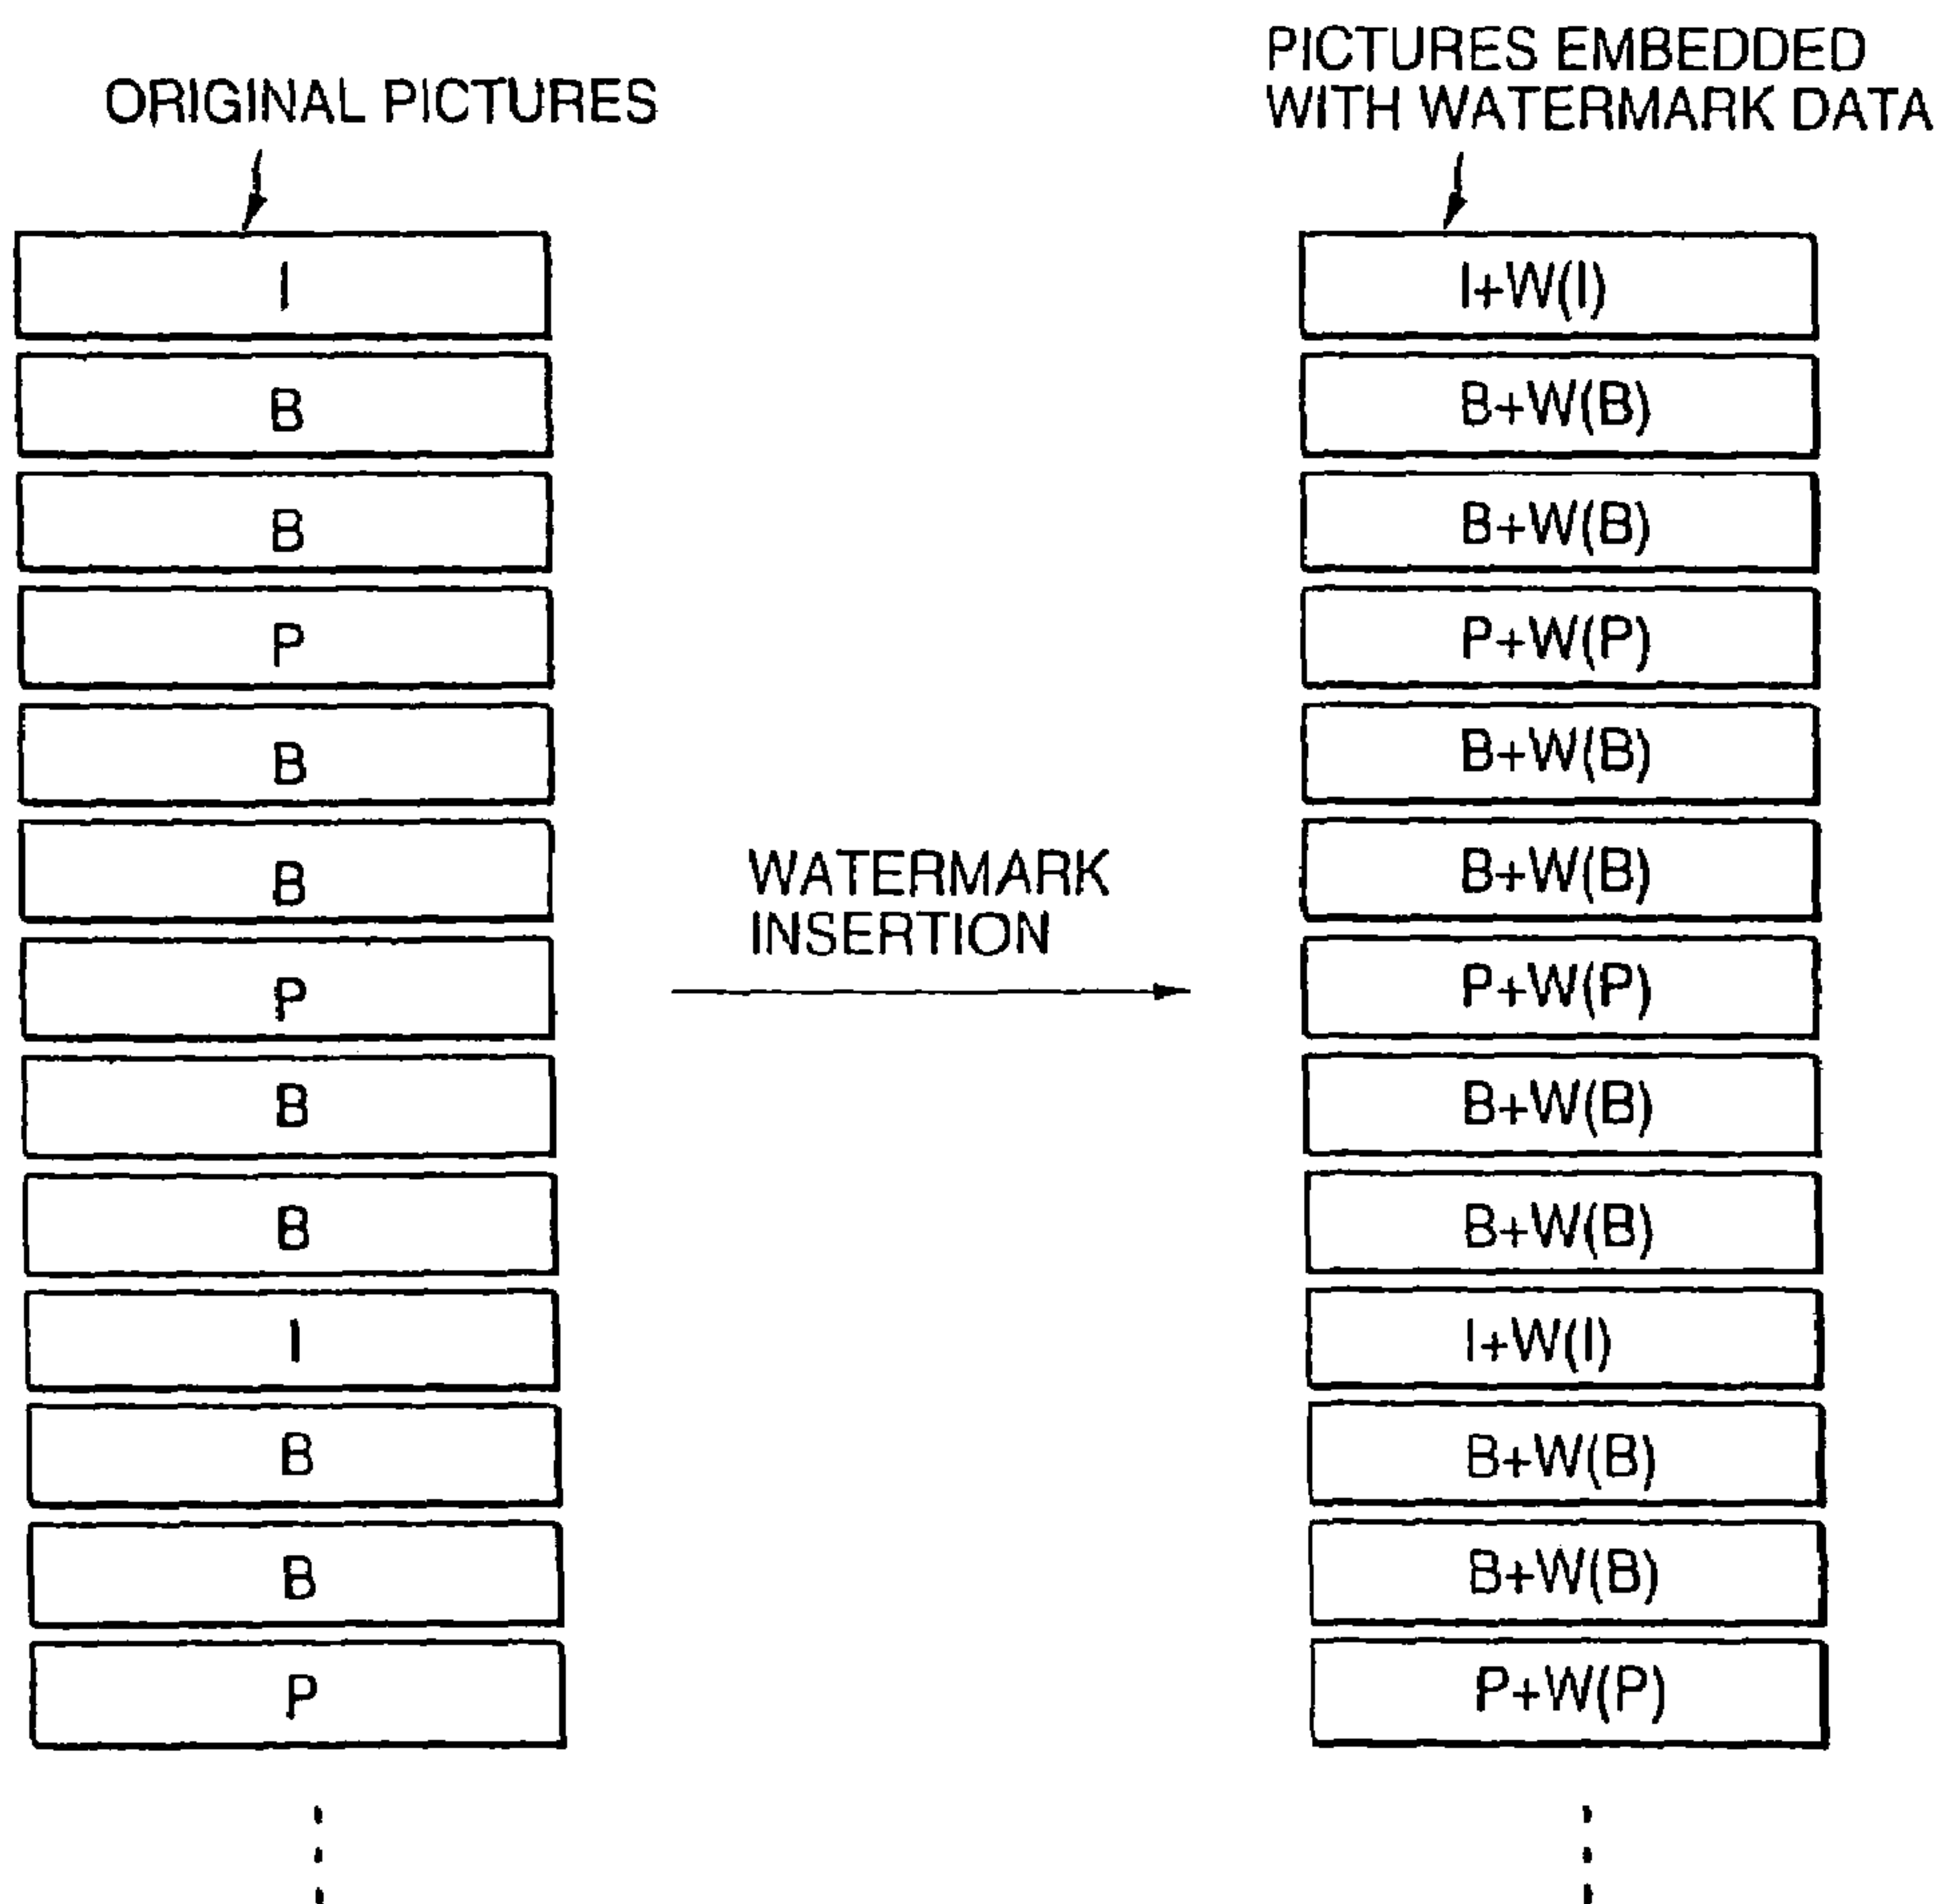 ORIGINAL PICTURES
I
B
B
P
B
B
P
B
B
I
B
B
P
WATERMARK
INSERTION
PICTURES EMBEDDED
WITH WATERMARK DATA
I+W(I)
B+W(B)
B+W(B)
P+W(P)
B+W(B)
B+W(B)
P+W(P)
B+W(B)
B+W(B)
I+W(I)
B+W(B)
B+W(B)
P+W(P)